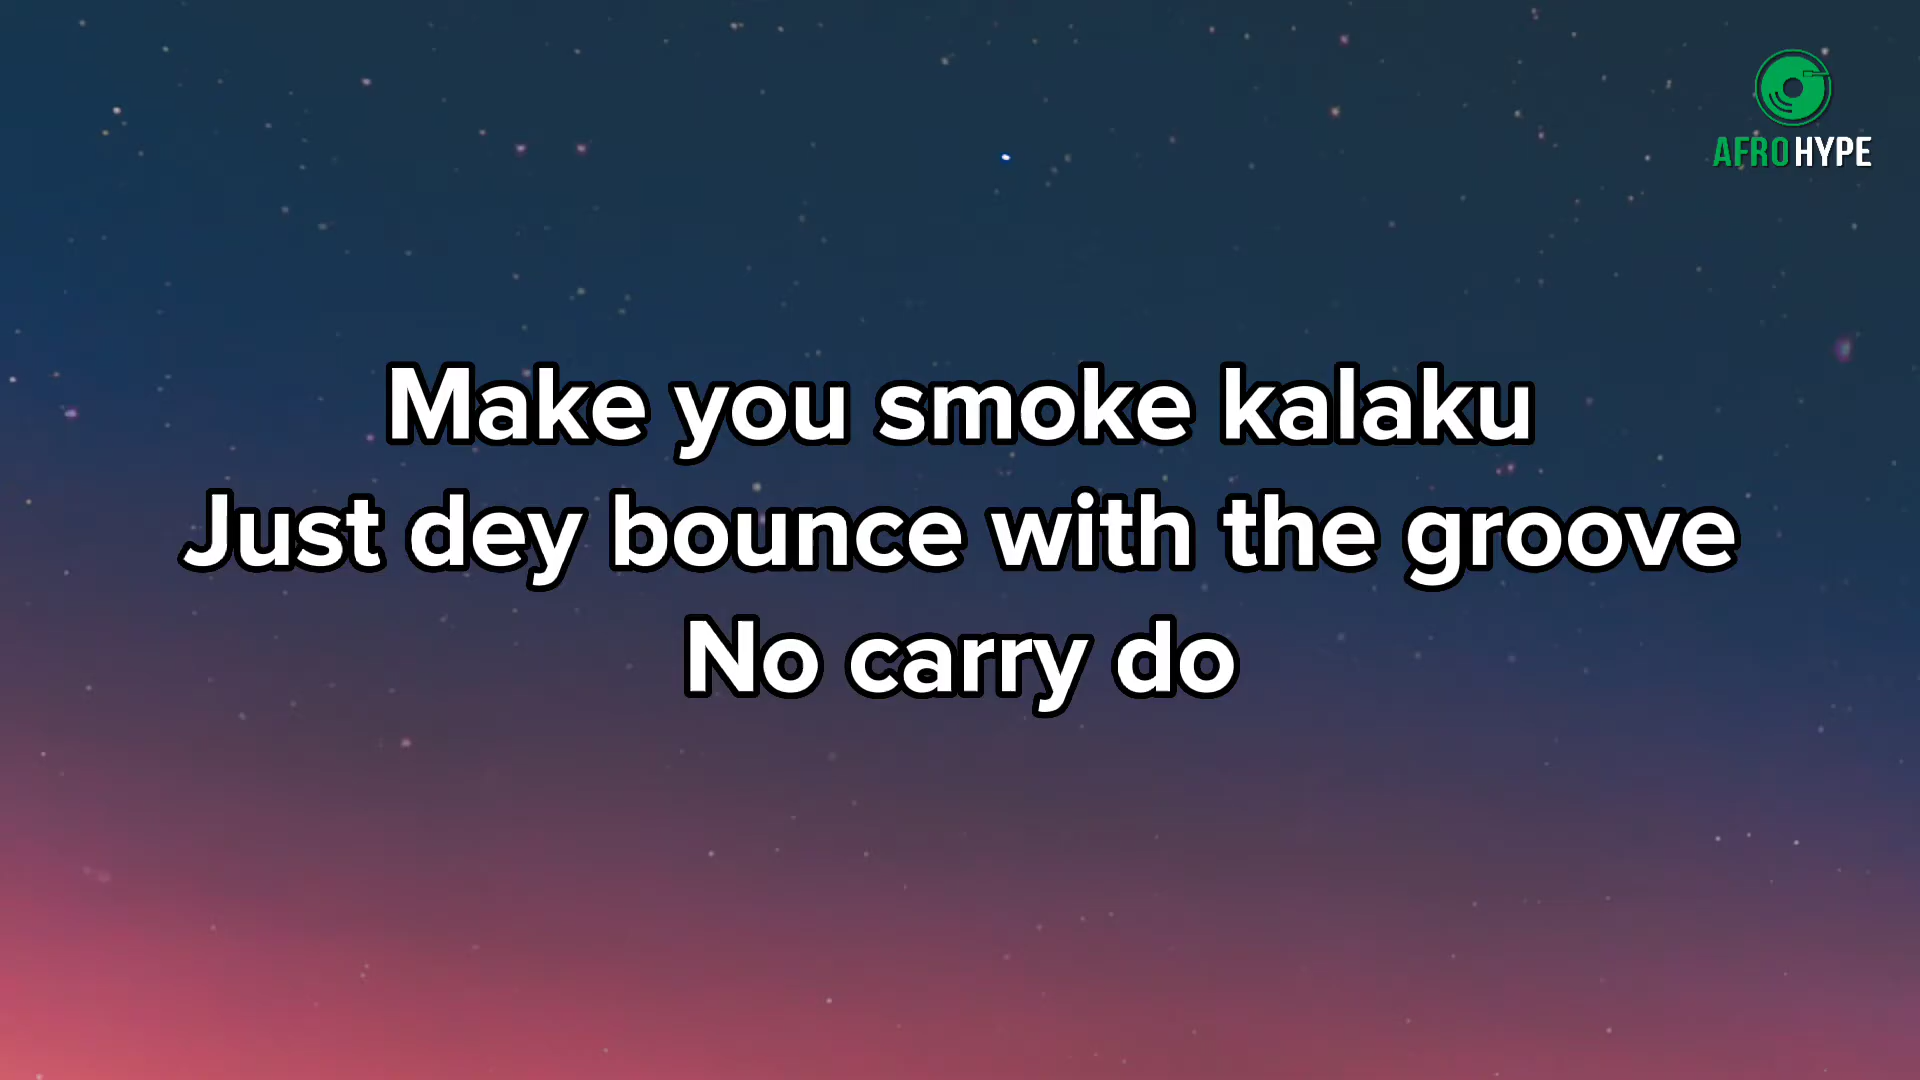 AFROHYPE
Make you smoke kalaku
Just dey bounce with the groove
No carry do